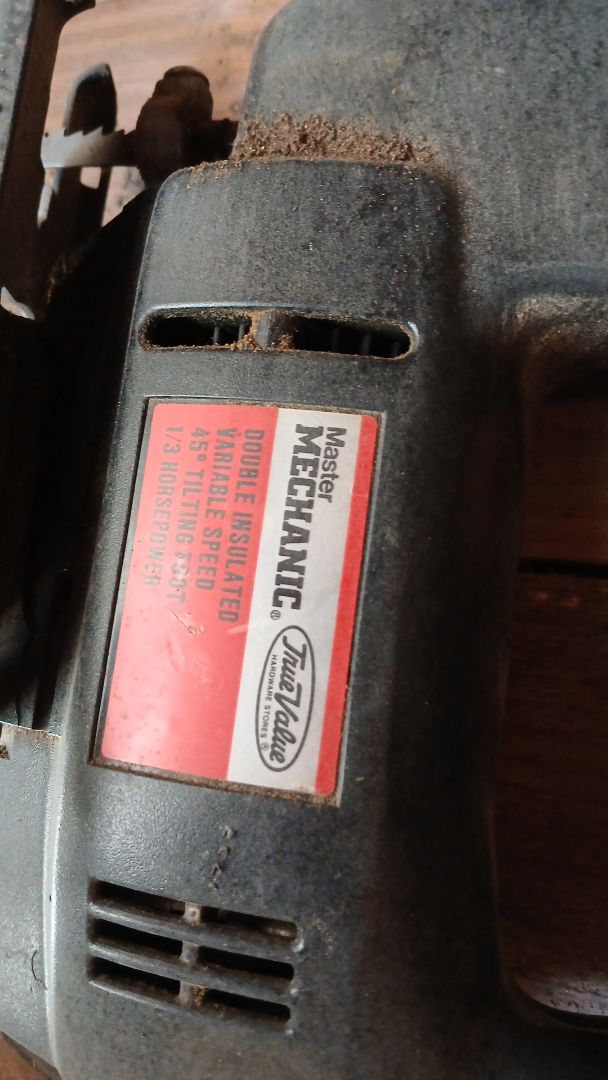 Master
MECHANIC®
True Value
HARDWARE STORES®
DOUBLE INSULATED
VARIABLE SPEED
45° TILTING FOOT
1/3 HORSEPOWER